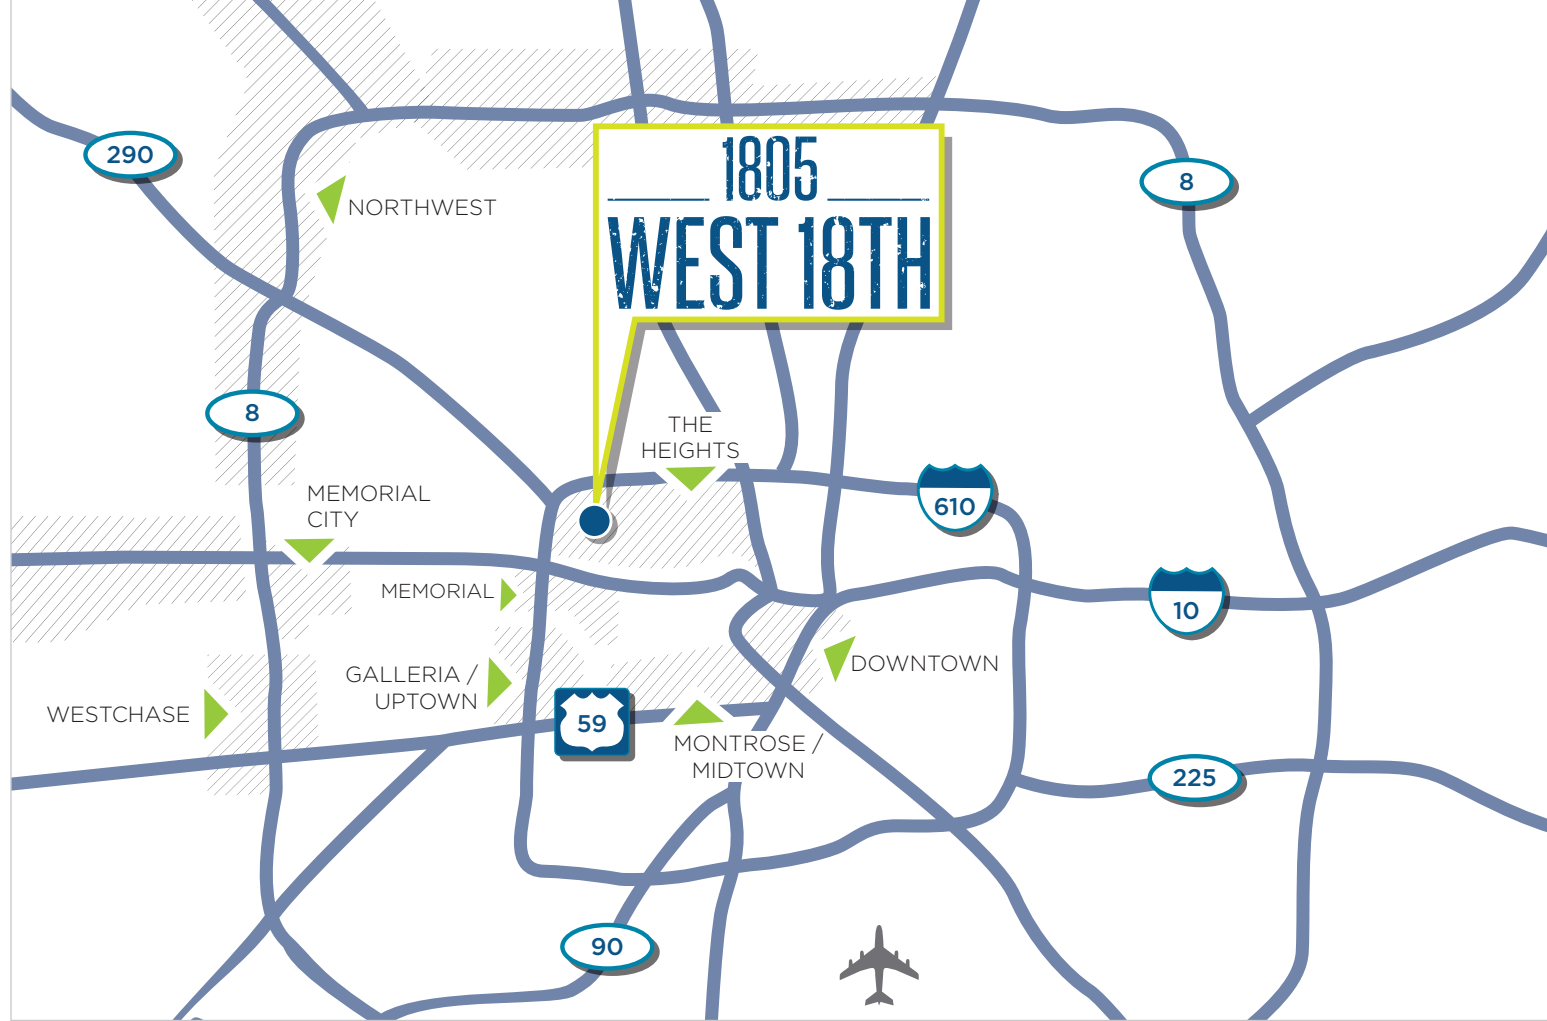 290
8
1805
WEST 18TH
NORTHWEST
8
THE
HEIGHTS
610
MEMORIAL
CITY
MEMORIAL
10
GALLERIA /
UPTOWN
DOWNTOWN
WESTCHASE
59
MONTROSE /
MIDTOWN
225
90